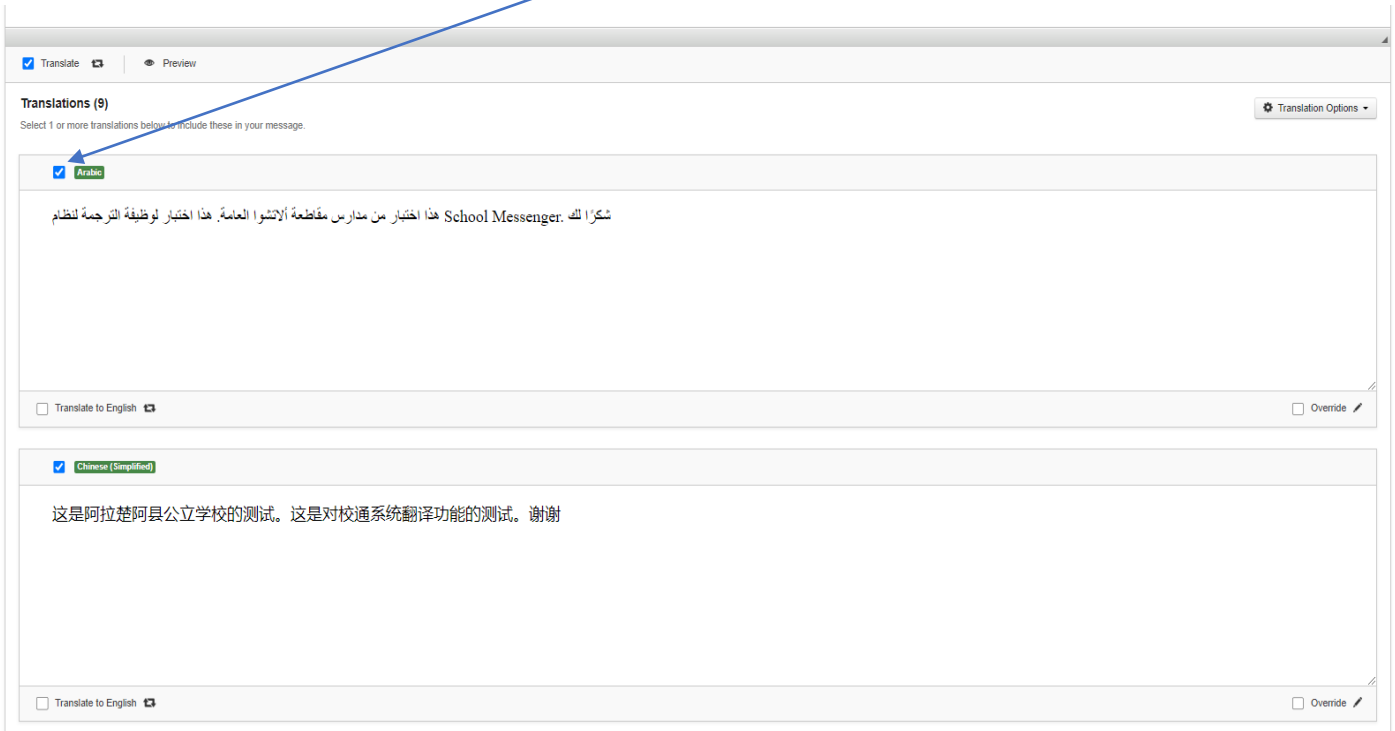 Translate
Preview
Translations (9)
Translation Options
Select 1 or more translations below to include these in your message.
Arabic
هذا اختبار من مدارس مقاطعة ألاتشوا العامة. هذا اختبار لوظيفة الترجمة لنظام School Messenger. شكرًا لك
Translate to English
Override
Chinese (Simplified)
这是阿拉楚阿县公立学校的测试。这是对校通系统翻译功能的测试。谢谢
Translate to English
Override